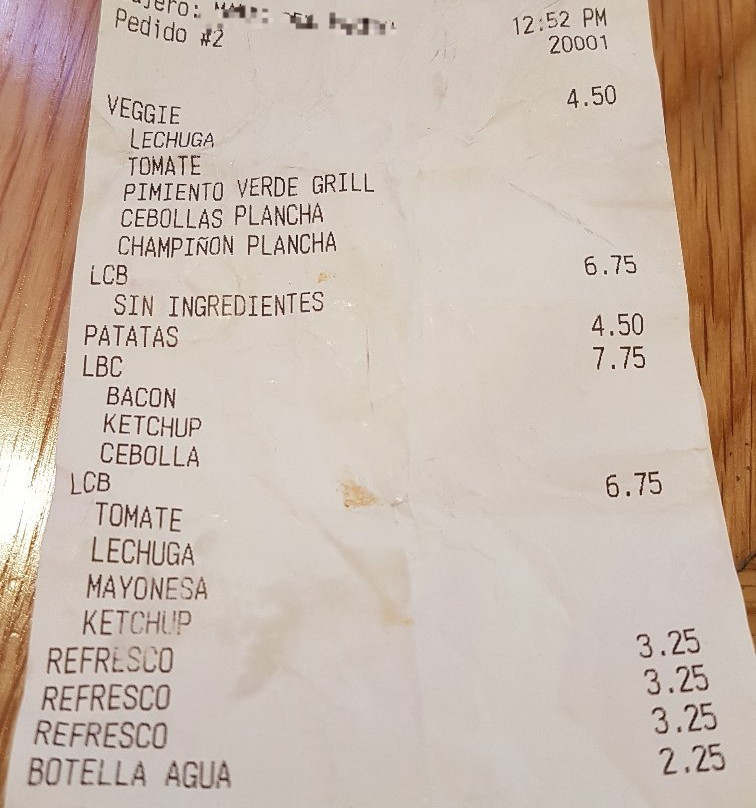 12:52 PM
Pedido #2 20001
VEGGIE 4.50
LECHUGA
TOMATE
PIMIENTO VERDE GRILL
CEBOLLAS PLANCHA
CHAMPIÑON PLANCHA
LCB 6.75
SIN INGREDIENTES
PATATAS 4.50
LBC 7.75
BACON
KETCHUP
CEBOLLA
LCB 6.75
TOMATE
LECHUGA
MAYONESA
KETCHUP
REFRESCO 3.25
REFRESCO 3.25
REFRESCO 3.25
BOTELLA AGUA 2.25